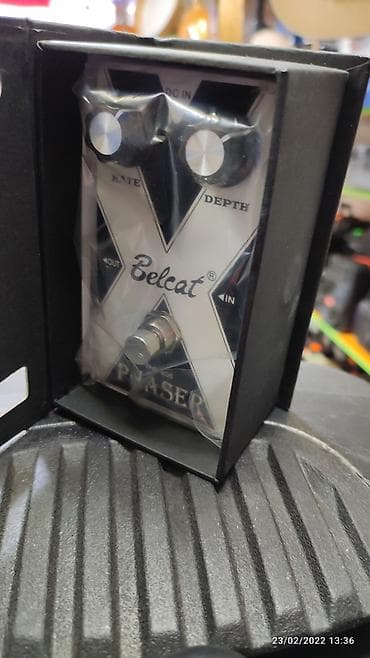 DC IN
RATE
DEPTH
◄OUT
Belcat®
◄IN
PHASER
23/02/2022 13:36